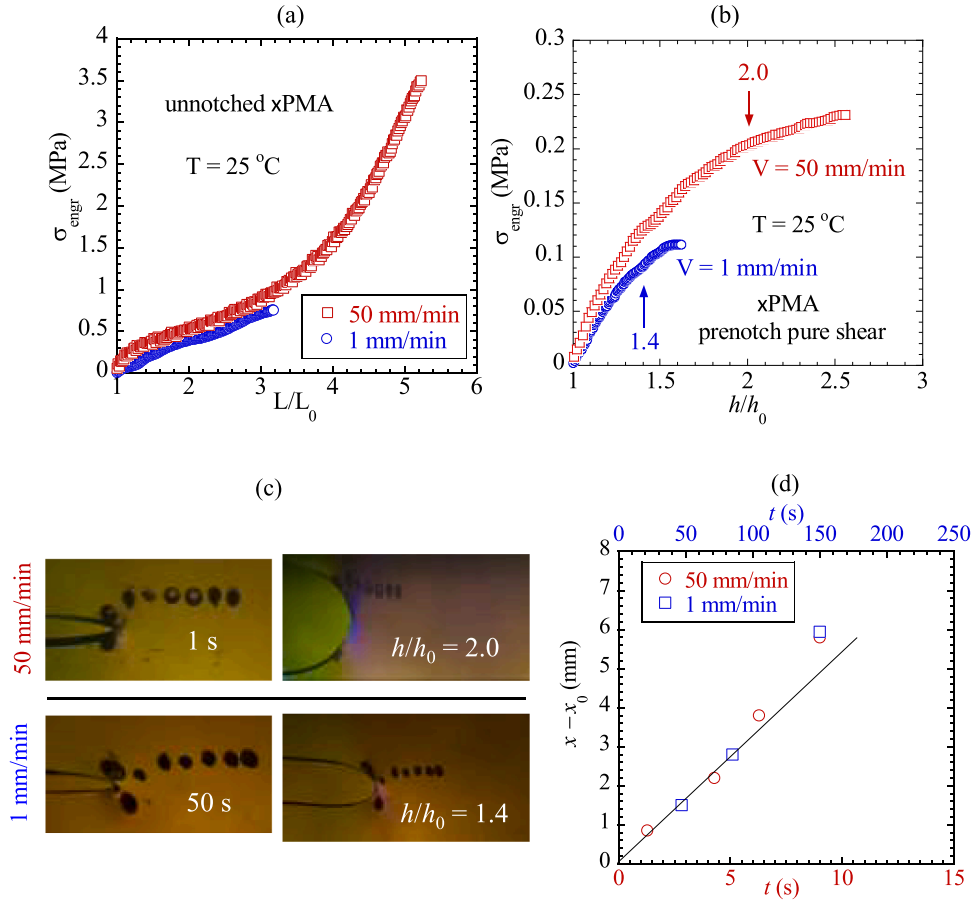 (a)
σengr (MPa)
4
3.5
3
2.5
2
1.5
1
0.5
0
unnotched xPMA
T = 25 °C
50 mm/min
1 mm/min
1 2 3 4 5 6
L/L0
(b)
σengr (MPa)
0.3
0.25
0.2
0.15
0.1
0.05
0
2.0
V = 50 mm/min
T = 25 °C
V = 1 mm/min
xPMA
1.4
prenotch pure shear
1 1.5 2 2.5 3
h/h0
(c)
50 mm/min
1 s
h/h0 = 2.0
1 mm/min
50 s
h/h0 = 1.4
(d)
t (s)
0 50 100 150 200 250
x − x0 (mm)
8
7
6
5
4
3
2
1
0
50 mm/min
1 mm/min
0 5 10 15
t (s)